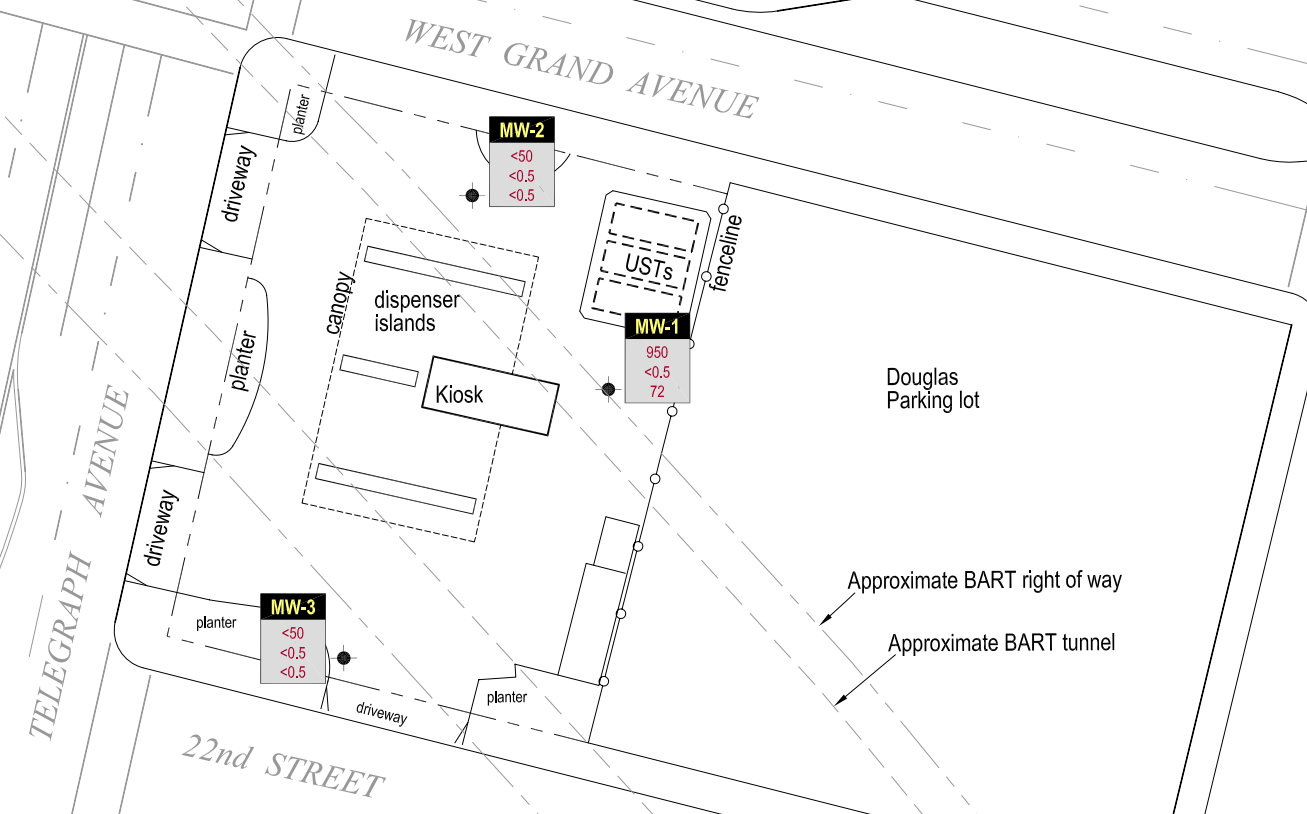 WEST GRAND AVENUE
planter
MW-2
<50
<0.5
<0.5
driveway
fenceline
USTs
canopy
dispenser
islands
MW-1
950
<0.5
72
planter
Kiosk
Douglas
Parking lot
TELEGRAPH AVENUE
driveway
Approximate BART right of way
MW-3
<50
<0.5
<0.5
planter
Approximate BART tunnel
planter
driveway
22nd STREET